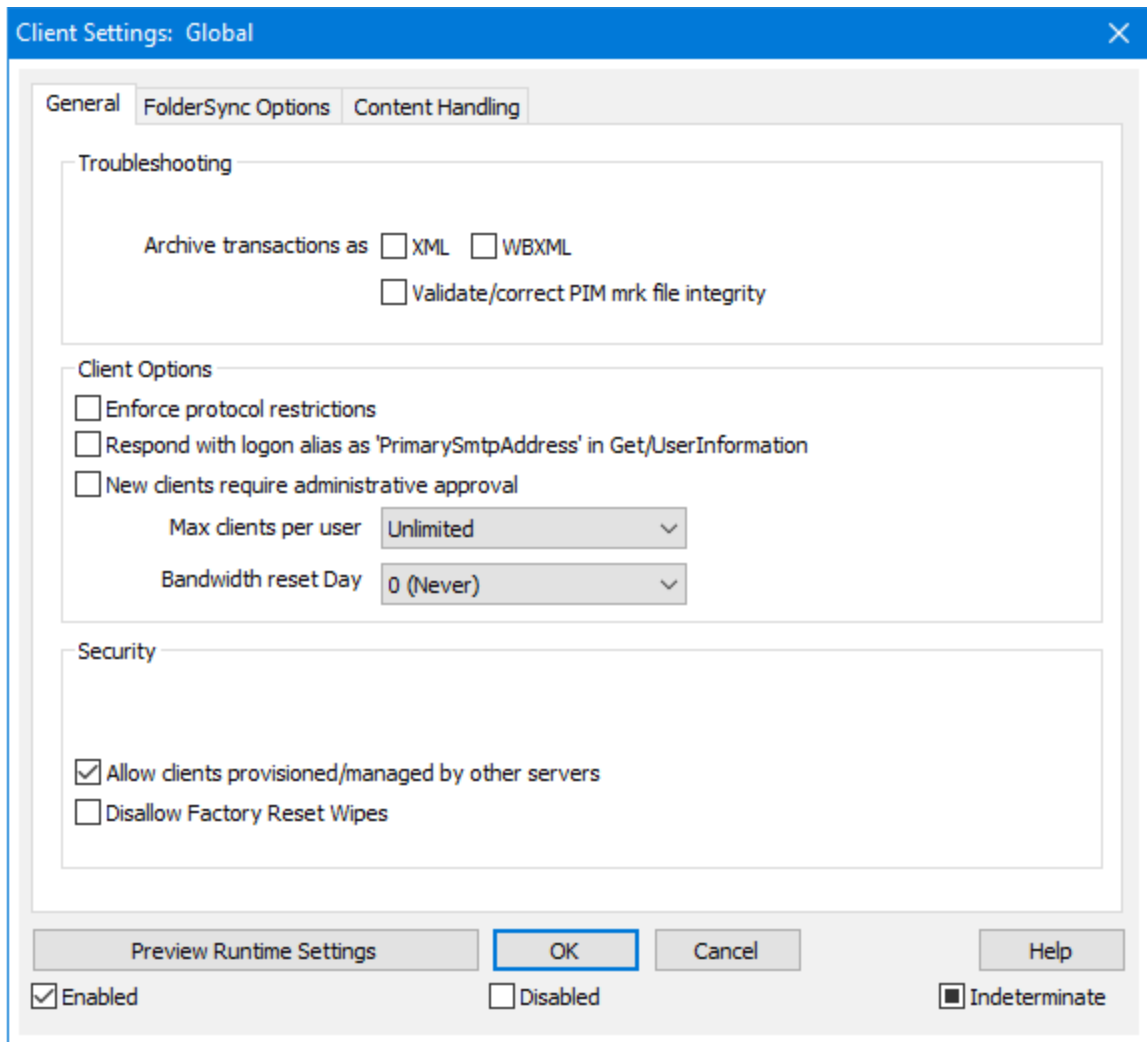 Client Settings: Global
General FolderSync Options Content Handling
Troubleshooting
Archive transactions as XML WBXML
Validate/correct PIM mrk file integrity
Client Options
Enforce protocol restrictions
Respond with logon alias as 'PrimarySmtpAddress' in Get/UserInformation
New clients require administrative approval
Max clients per user Unlimited
Bandwidth reset Day 0 (Never)
Security
Allow clients provisioned/managed by other servers
Disallow Factory Reset Wipes
Preview Runtime Settings OK Cancel Help
Enabled Disabled Indeterminate